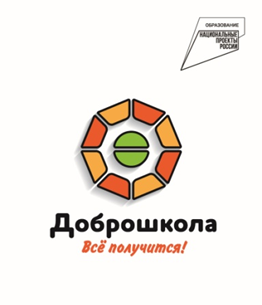 ОБРАЗОВАНИЕ
НАЦИОНАЛЬНЫЕ
ПРОЕКТЫ
РОССИИ
Доброшкола
Всё получится!